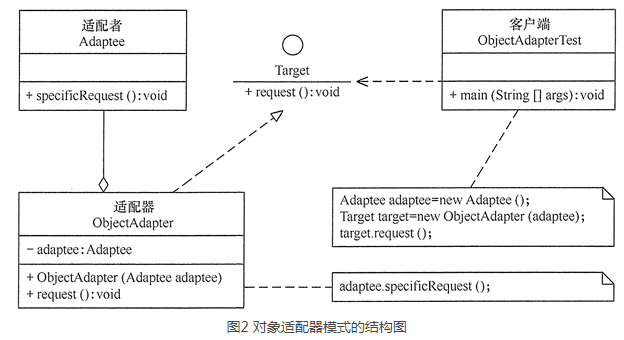 适配者
Adaptee
+ specificRequest ():void
Target
+ request():void
客户端
ObjectAdapterTest
+ main (String [] args):void
适配器
ObjectAdapter
− adaptee:Adaptee
+ ObjectAdapter (Adaptee adaptee)
+ request():void
Adaptee adaptee=new Adaptee ();
Target target=new ObjectAdapter (adaptee);
target.request ();
adaptee.specificRequest ();
图2 对象适配器模式的结构图